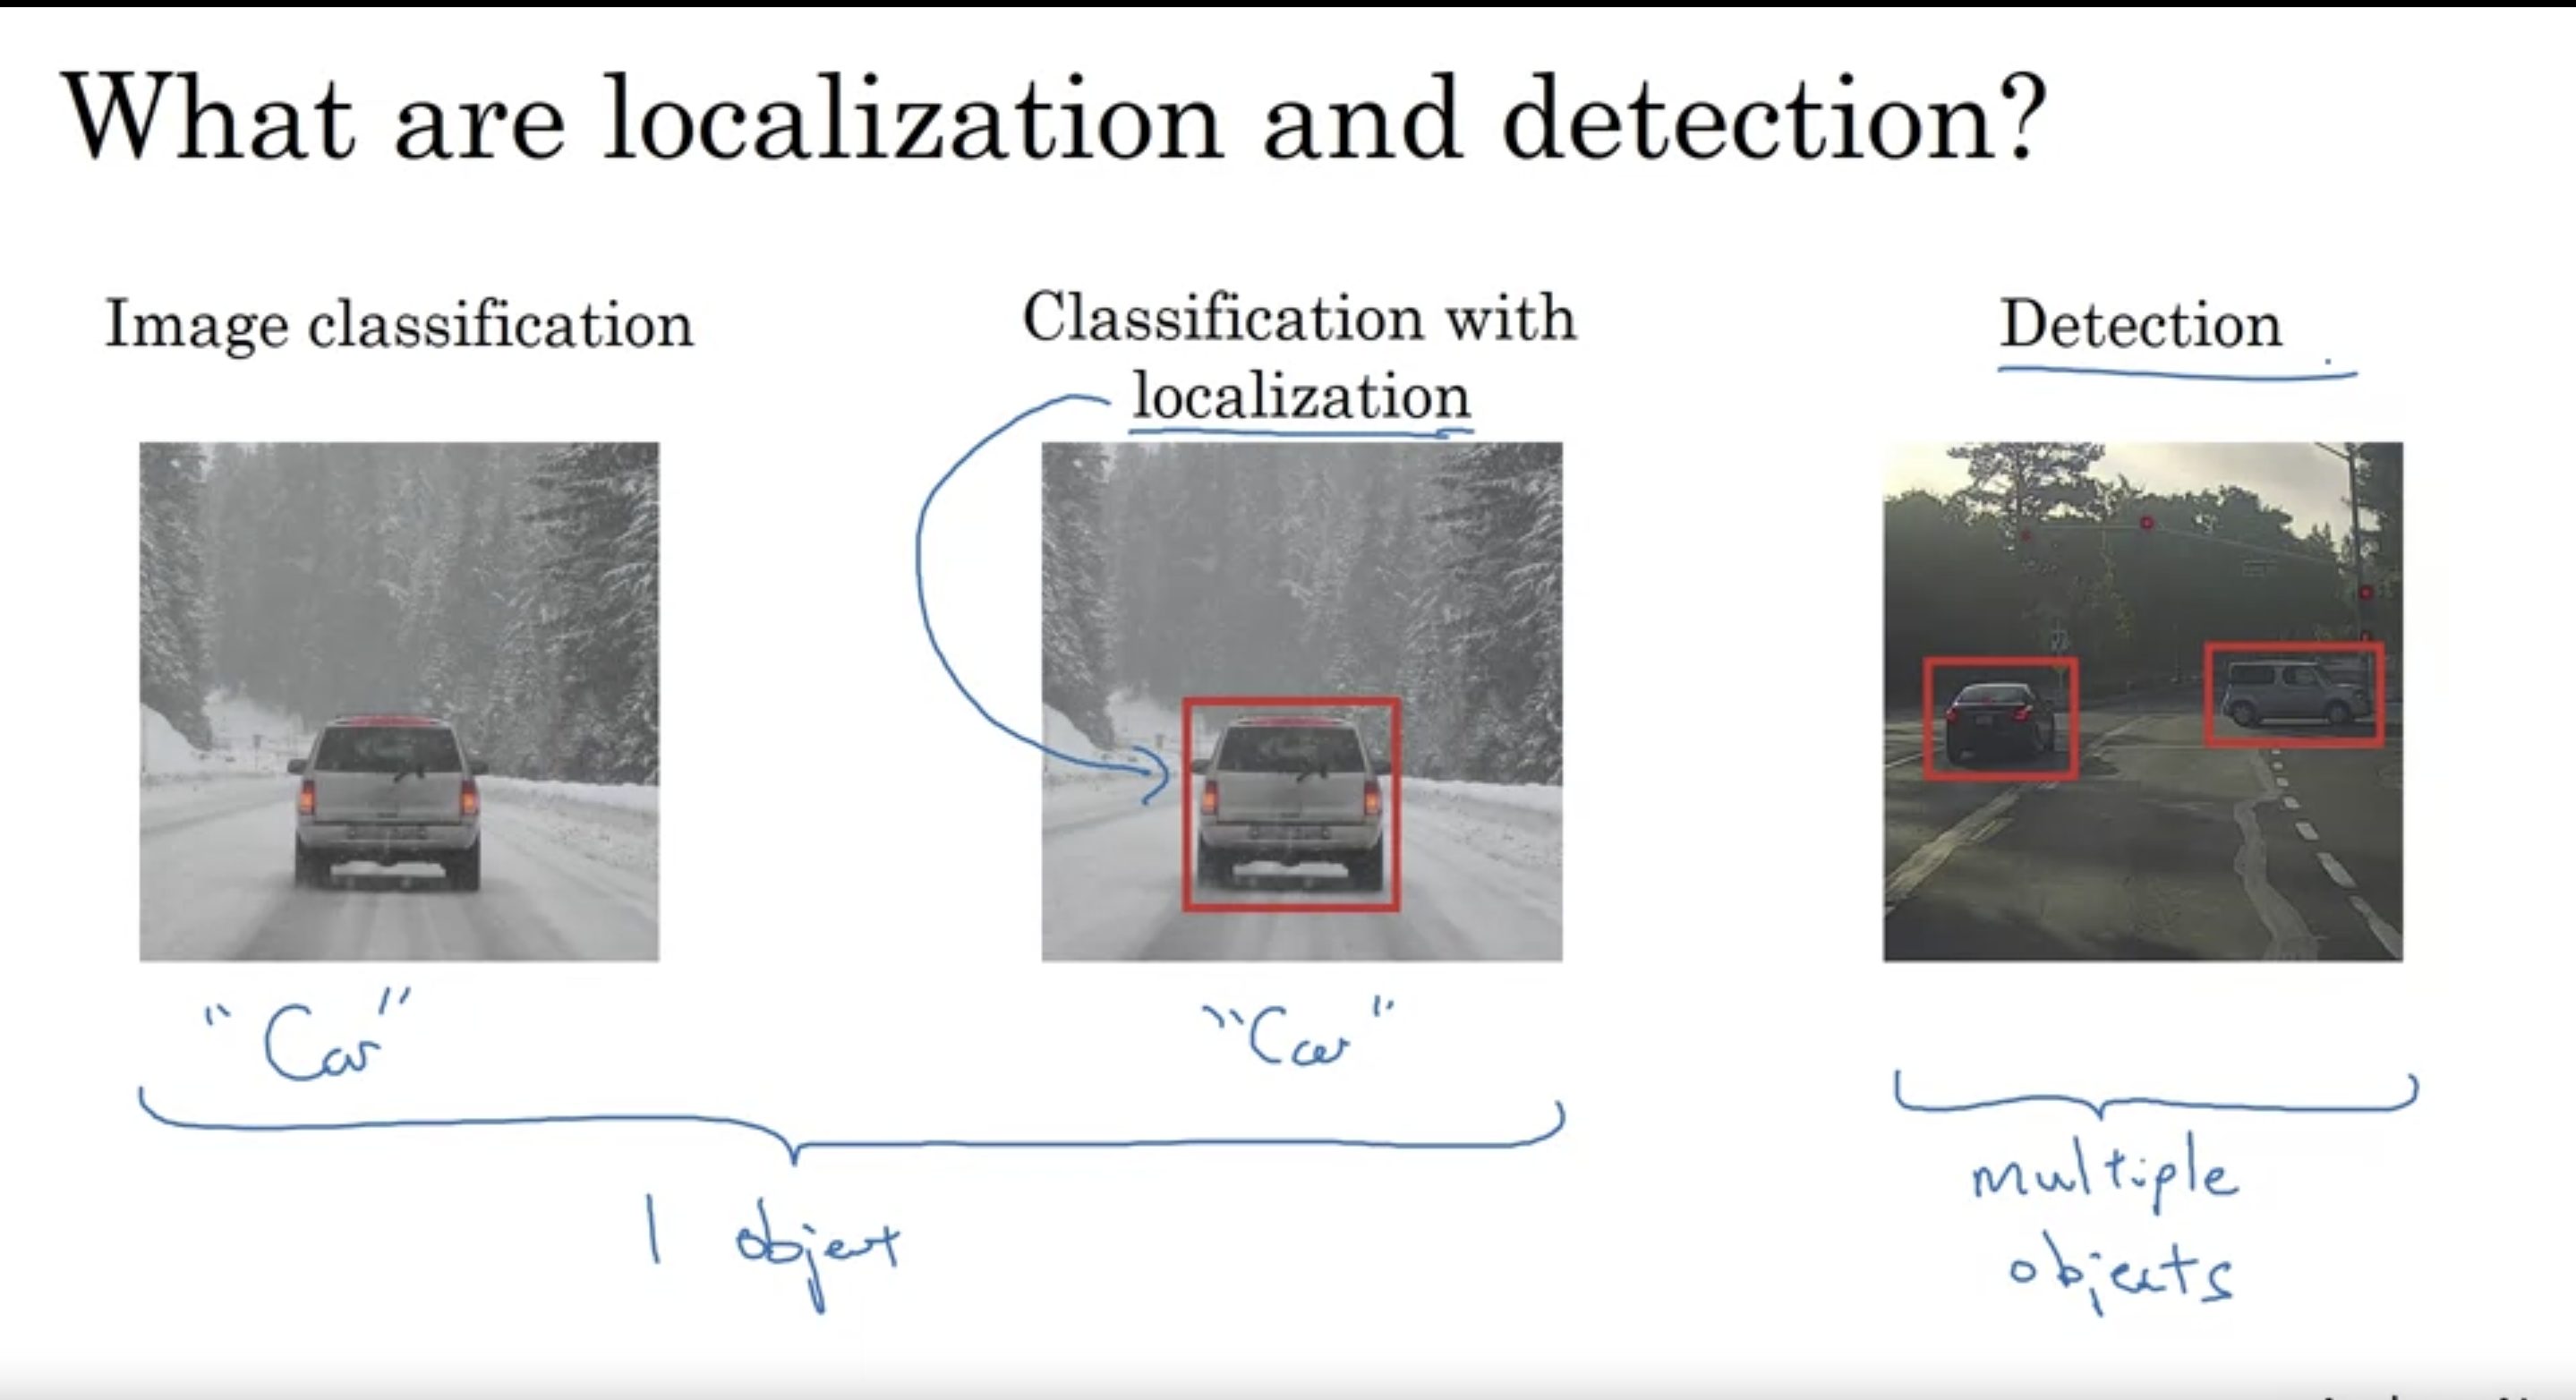 What are localization and detection?
Image classification
Classification with
localization
Detection
"Car"
"Car"
1 object
multiple
objects